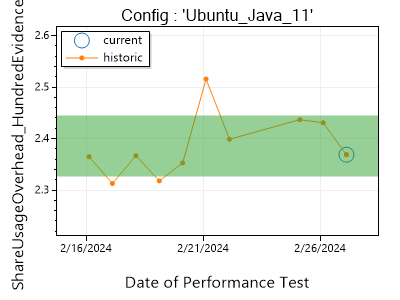 Config : 'Ubuntu_Java_11'
current
historic
ShareUsageOverhead_HundredEvidence
2.6
2.5
2.4
2.3
2/16/2024
2/21/2024
2/26/2024
Date of Performance Test